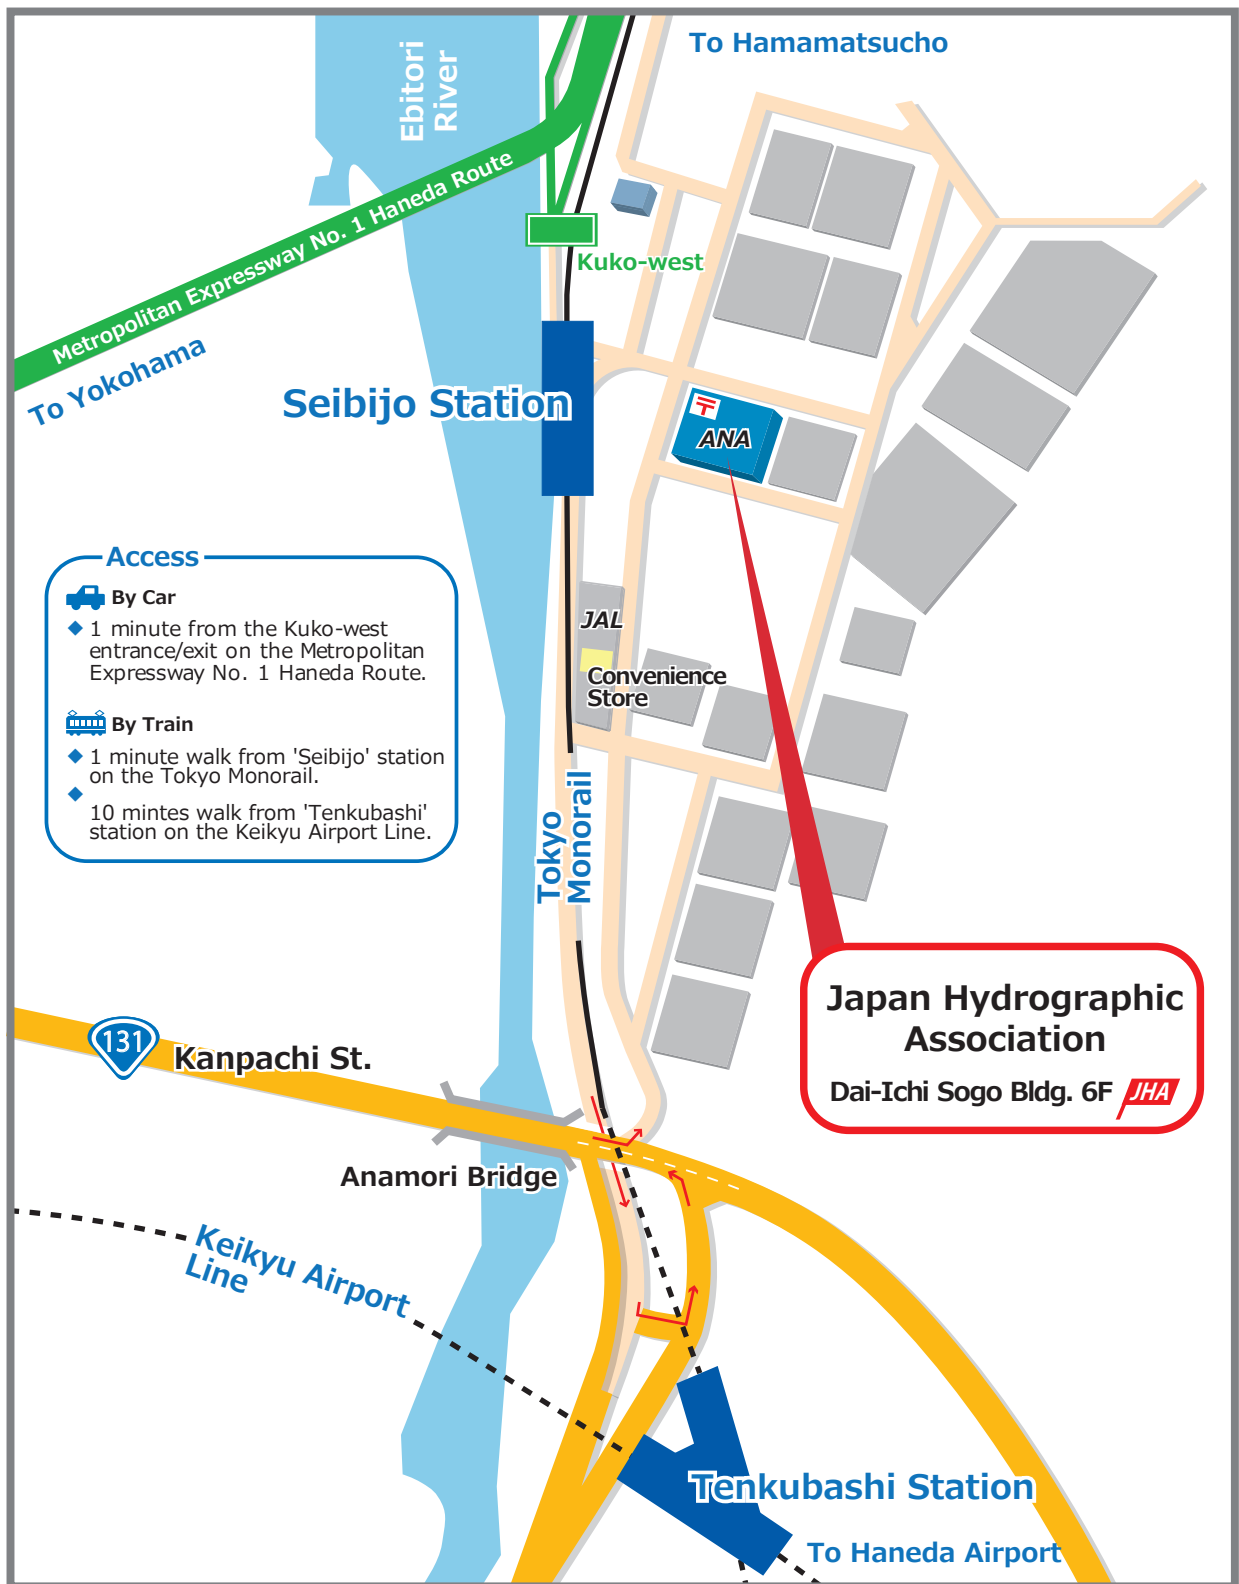 To Hamamatsucho
Ebitori
River
Metropolitan Expressway No. 1 Haneda Route
Kuko-west
To Yokohama
Seibijo Station
〒
ANA
Access
By Car
◆ 1 minute from the Kuko-west
entrance/exit on the Metropolitan
Expressway No. 1 Haneda Route.
By Train
◆ 1 minute walk from 'Seibijo' station
on the Tokyo Monorail.
◆
10 mintes walk from 'Tenkubashi'
station on the Keikyu Airport Line.
JAL
Convenience
Store
Tokyo
Monorail
Japan Hydrographic
Association
Dai-Ichi Sogo Bldg. 6F JHA
131
Kanpachi St.
Anamori Bridge
Keikyu Airport
Line
Tenkubashi Station
To Haneda Airport